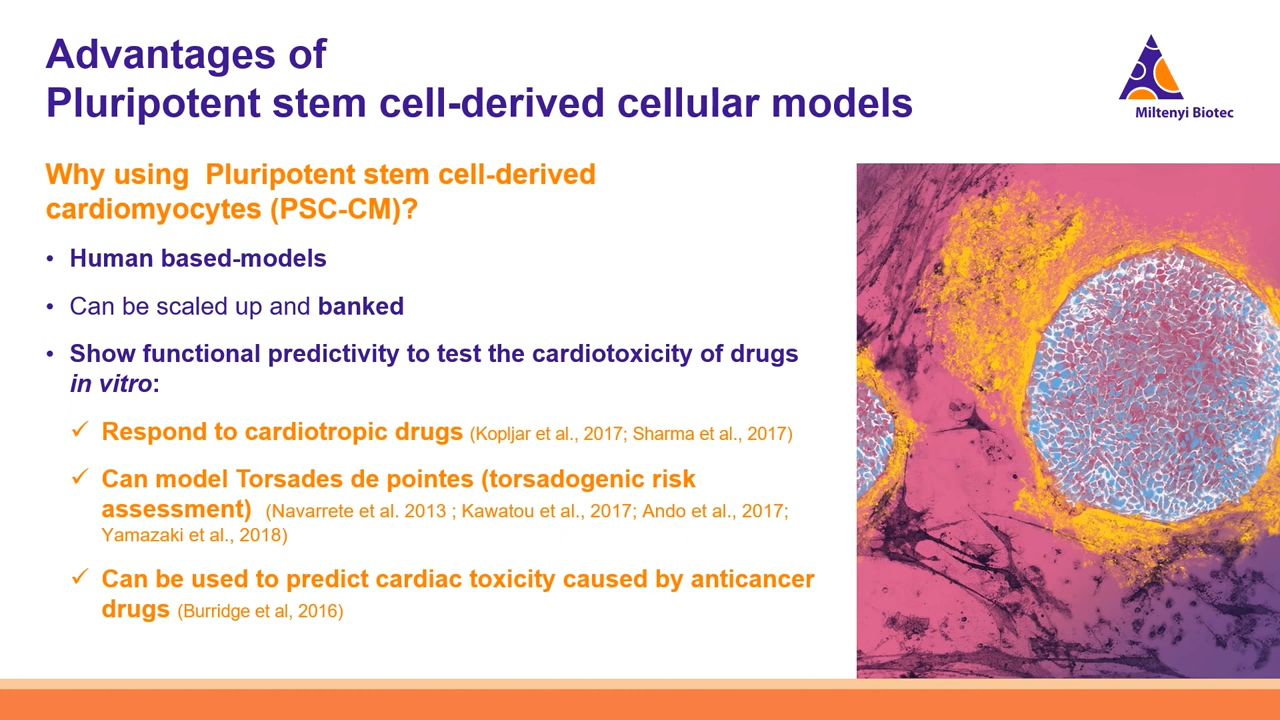 Advantages of
Pluripotent stem cell-derived cellular models
Miltenyi Biotec
Why using  Pluripotent stem cell-derived
cardiomyocytes (PSC-CM)?
• Human based-models
• Can be scaled up and banked
• Show functional predictivity to test the cardiotoxicity of drugs
in vitro:
✓ Respond to cardiotropic drugs (Kopljar et al., 2017; Sharma et al., 2017)
✓ Can model Torsades de pointes (torsadogenic risk
assessment)  (Navarrete et al. 2013 ; Kawatou et al., 2017; Ando et al., 2017;
Yamazaki et al., 2018)
✓ Can be used to predict cardiac toxicity caused by anticancer
drugs (Burridge et al, 2016)